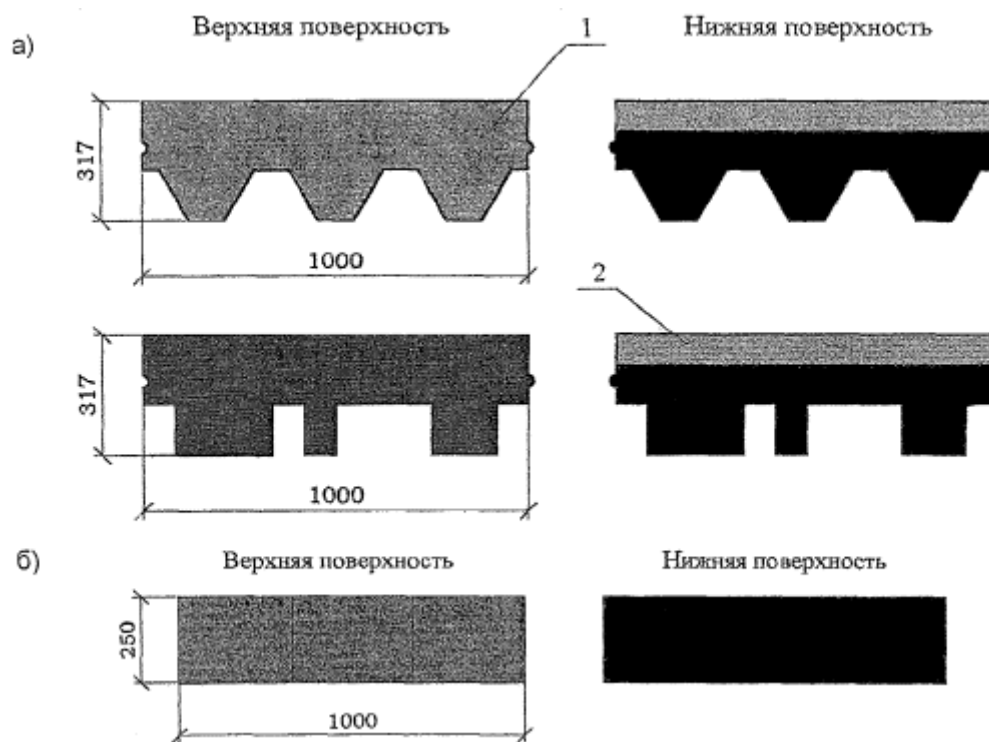 Верхняя поверхность
Нижняя поверхность
а)
1
317
1000
2
317
1000
б)
Верхняя поверхность
Нижняя поверхность
250
1000